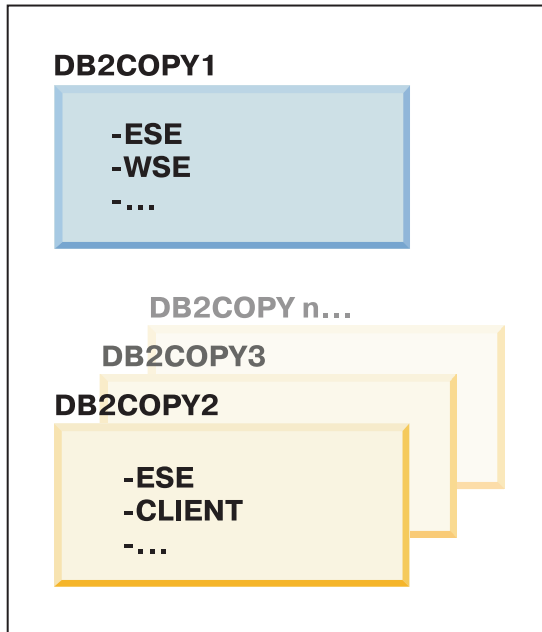 DB2COPY1
-ESE
-WSE
-...
DB2COPY n...
DB2COPY3
DB2COPY2
-ESE
-CLIENT
-...